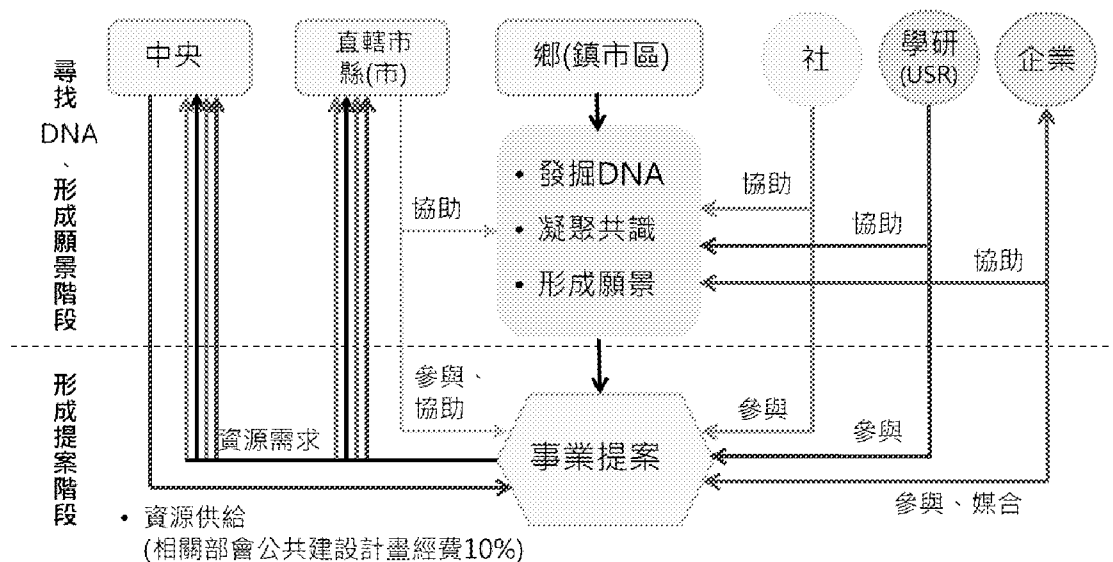 中央
直轄市
縣(市)
鄉(鎮市區)
社
學研
(USR)
企業
尋找DNA、形成願景階段
• 發掘DNA
• 凝聚共識
• 形成願景
協助
協助
協助
協助
形成提案階段
參與、
協助
參與
參與
參與、媒合
資源需求
事業提案
• 資源供給
(相關部會公共建設計畫經費10%)